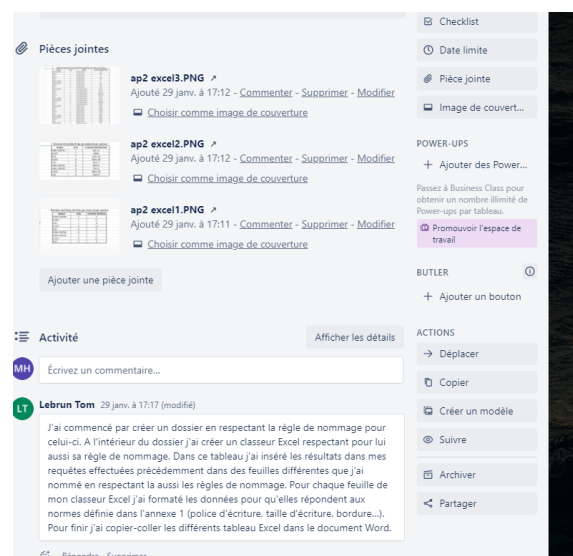 Pièces jointes
ap2 excel3.PNG ↗
Ajouté 29 janv. à 17:12 - Commenter - Supprimer - Modifier
Choisir comme image de couverture
ap2 excel2.PNG ↗
Ajouté 29 janv. à 17:12 - Commenter - Supprimer - Modifier
Choisir comme image de couverture
ap2 excel1.PNG ↗
Ajouté 29 janv. à 17:11 - Commenter - Supprimer - Modifier
Choisir comme image de couverture
Ajouter une pièce jointe
Activité
Afficher les détails
MH
Écrivez un commentaire...
LT
Lebrun Tom 29 janv. à 17:17 (modifié)
J'ai commencé par créer un dossier en respectant la règle de nommage pour
celui-ci. A l'intérieur du dossier j'ai créer un classeur Excel respectant pour lui
aussi sa règle de nommage. Dans ce tableau j'ai inséré les résultats dans mes
requêtes effectuées précédemment dans des feuilles différentes que j'ai
nommé en respectant la aussi les règles de nommage. Pour chaque feuille de
mon classeur Excel j'ai formaté les données pour qu'elles répondent aux
normes définie dans l'annexe 1 (police d'écriture, taille d'écriture, bordure...).
Pour finir j'ai copier-coller les différents tableau Excel dans le document Word.
Répondre - Supprimer
Checklist
Date limite
Pièce jointe
Image de couvert...
POWER-UPS
+ Ajouter des Power...
Passez à Business Class pour
obtenir un nombre illimité de
Power-ups par tableau.
Promouvoir l'espace de
travail
BUTLER
+ Ajouter un bouton
ACTIONS
→ Déplacer
Copier
Créer un modèle
Suivre
Archiver
Partager